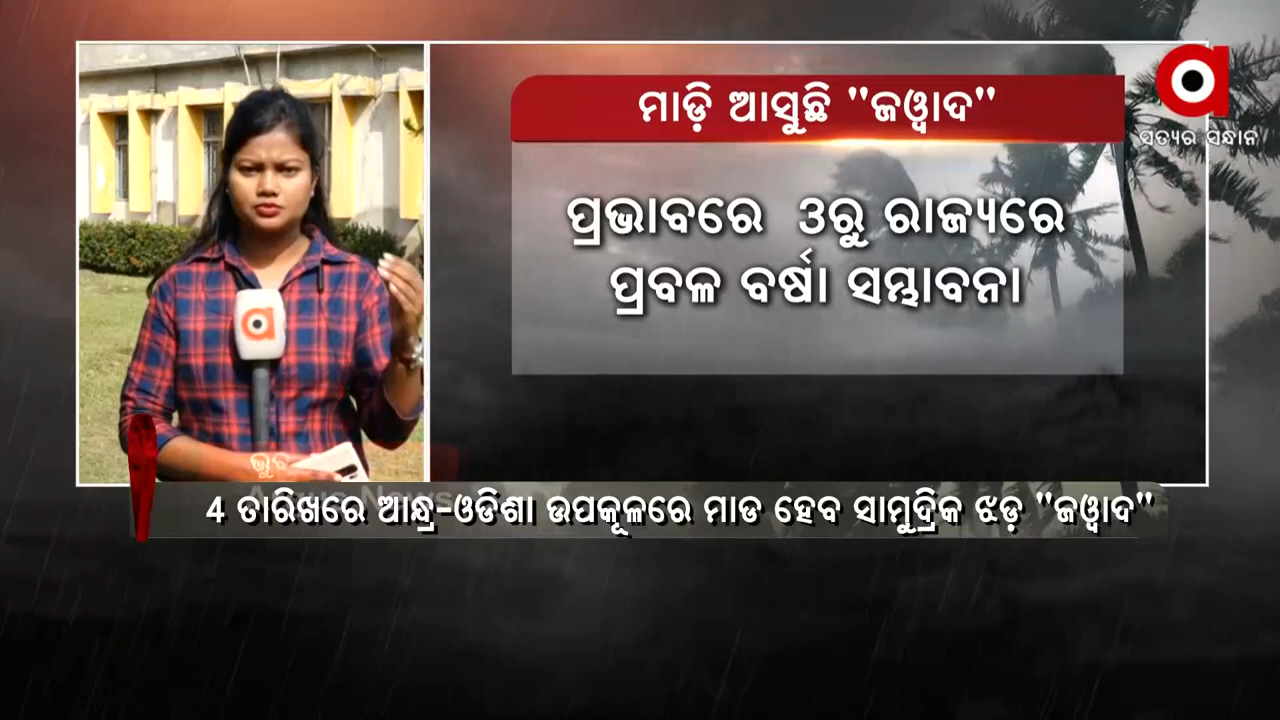 ମାଡ଼ି ଆସୁଛି "ଜୱାଦ"
ସତ୍ୟର ସନ୍ଧାନ
ପ୍ରଭାବରେ ୩ରୁ ରାଜ୍ୟରେ
ପ୍ରବଳ ବର୍ଷା ସମ୍ଭାବନା
4 ତାରିଖରେ ଆନ୍ଧ୍ର-ଓଡିଶା ଉପକୂଳରେ ମାଡ ହେବ ସାମୁଦ୍ରିକ ଝଡ଼ "ଜୱାଦ"